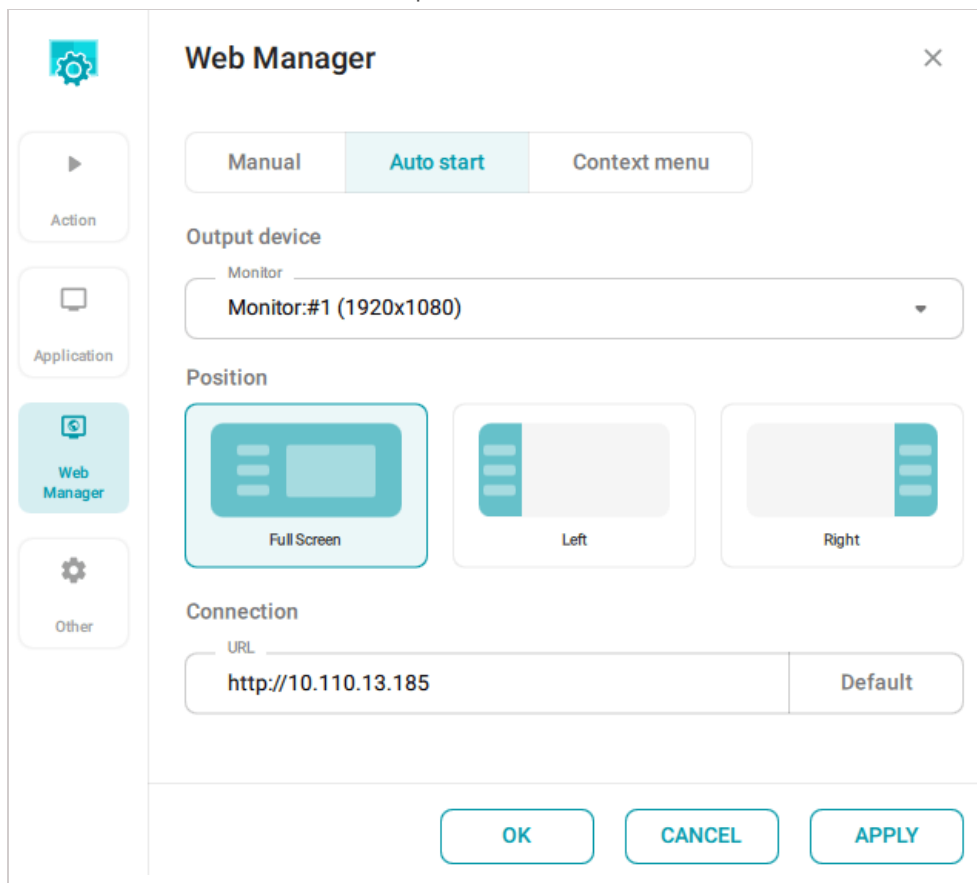 Web Manager
Manual Auto start Context menu
Action
Output device
Monitor
Monitor:#1 (1920x1080)
Application
Position
Web
Manager
Full Screen Left Right
Other
Connection
URL
http://10.110.13.185 Default
OK CANCEL APPLY